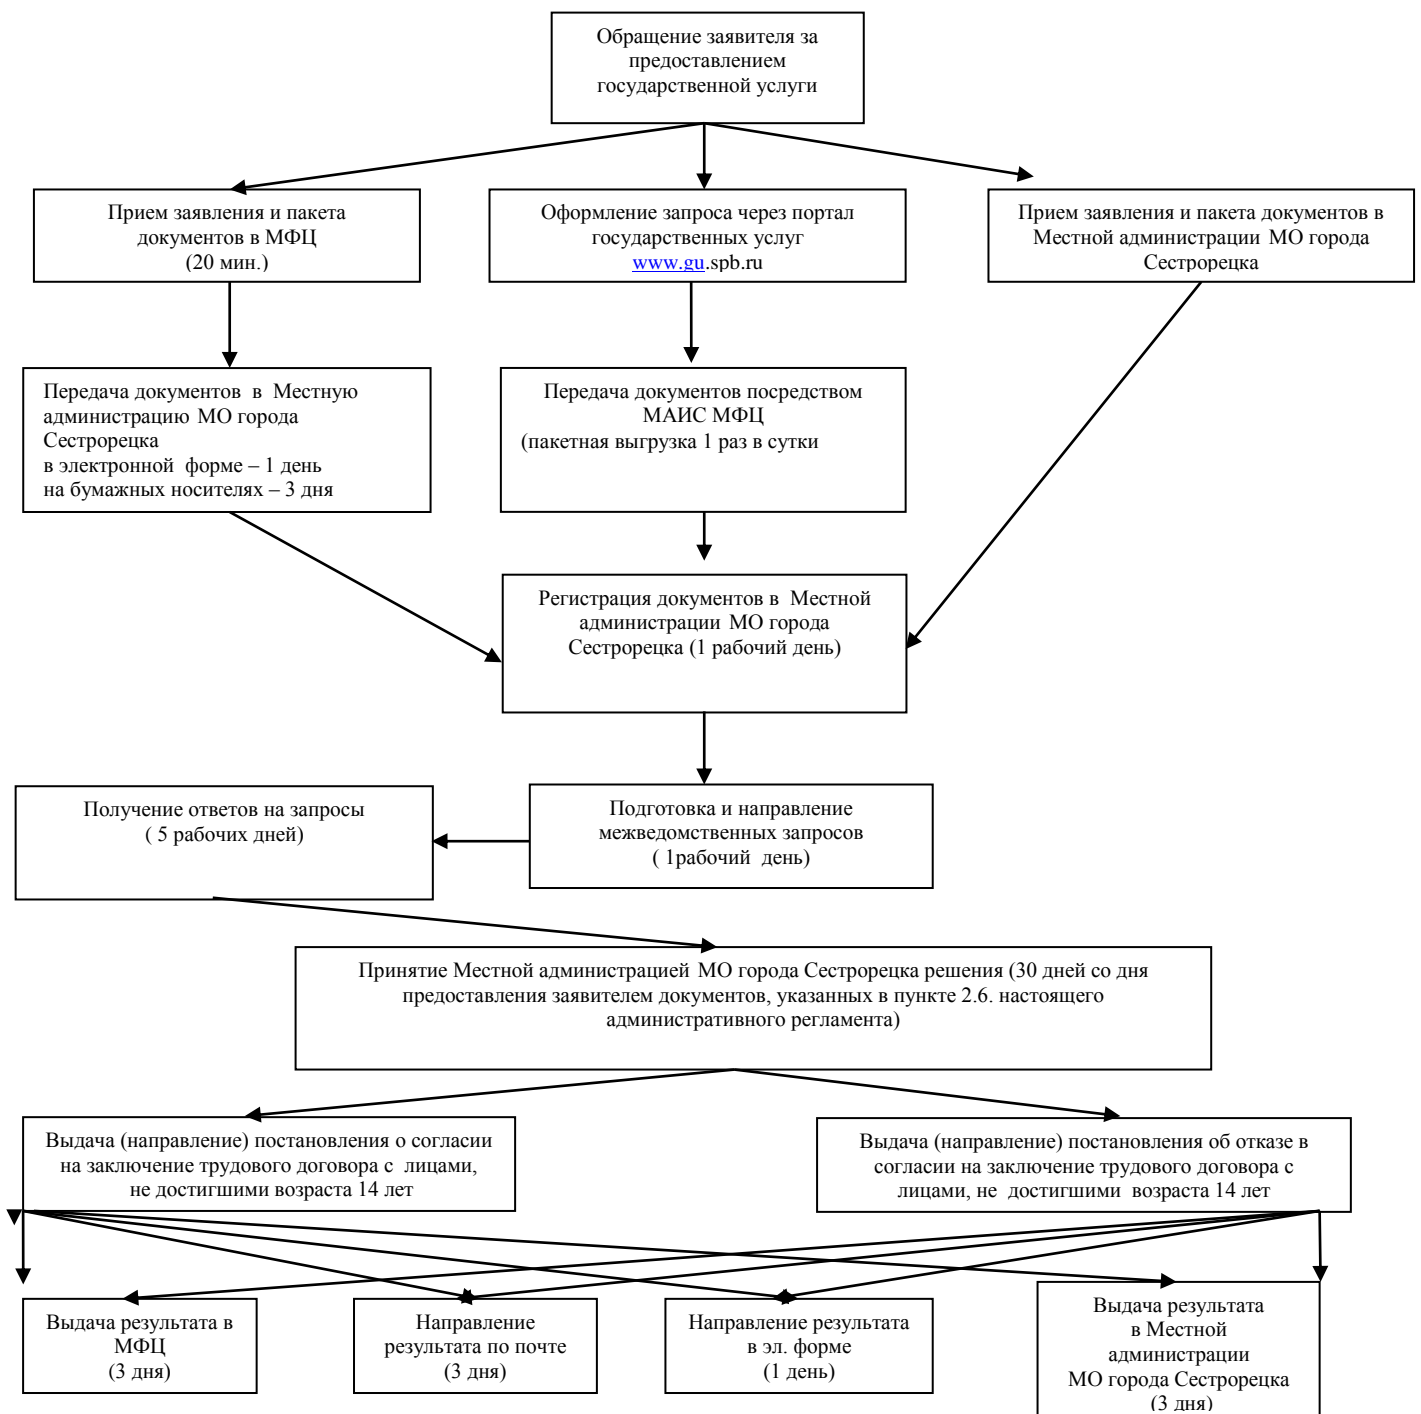 Обращение заявителя за
предоставлением
государственной услуги
Прием заявления и пакета
документов в МФЦ
(20 мин.)
Оформление запроса через портал
государственных услуг
www.gu.spb.ru
Прием заявления и пакета документов в
Местной администрации МО города
Сестрорецка
Передача документов в Местную
администрацию МО города
Сестрорецка
в электронной форме – 1 день
на бумажных носителях – 3 дня
Передача документов посредством
МАИС МФЦ
(пакетная выгрузка 1 раз в сутки
Регистрация документов в Местной
администрации МО города
Сестрорецка (1 рабочий день)
Получение ответов на запросы
( 5 рабочих дней)
Подготовка и направление
межведомственных запросов
( 1рабочий день)
Принятие Местной администрацией МО города Сестрорецка решения (30 дней со дня
предоставления заявителем документов, указанных в пункте 2.6. настоящего
административного регламента)
Выдача (направление) постановления о согласии
на заключение трудового договора с лицами,
не достигшими возраста 14 лет
Выдача (направление) постановления об отказе в
согласии на заключение трудового договора с
лицами, не достигшими возраста 14 лет
Выдача результата в
МФЦ
(3 дня)
Направление
результата по почте
(3 дня)
Направление результата
в эл. форме
(1 день)
Выдача результата
в Местной
администрации
МО города Сестрорецка
(3 дня)